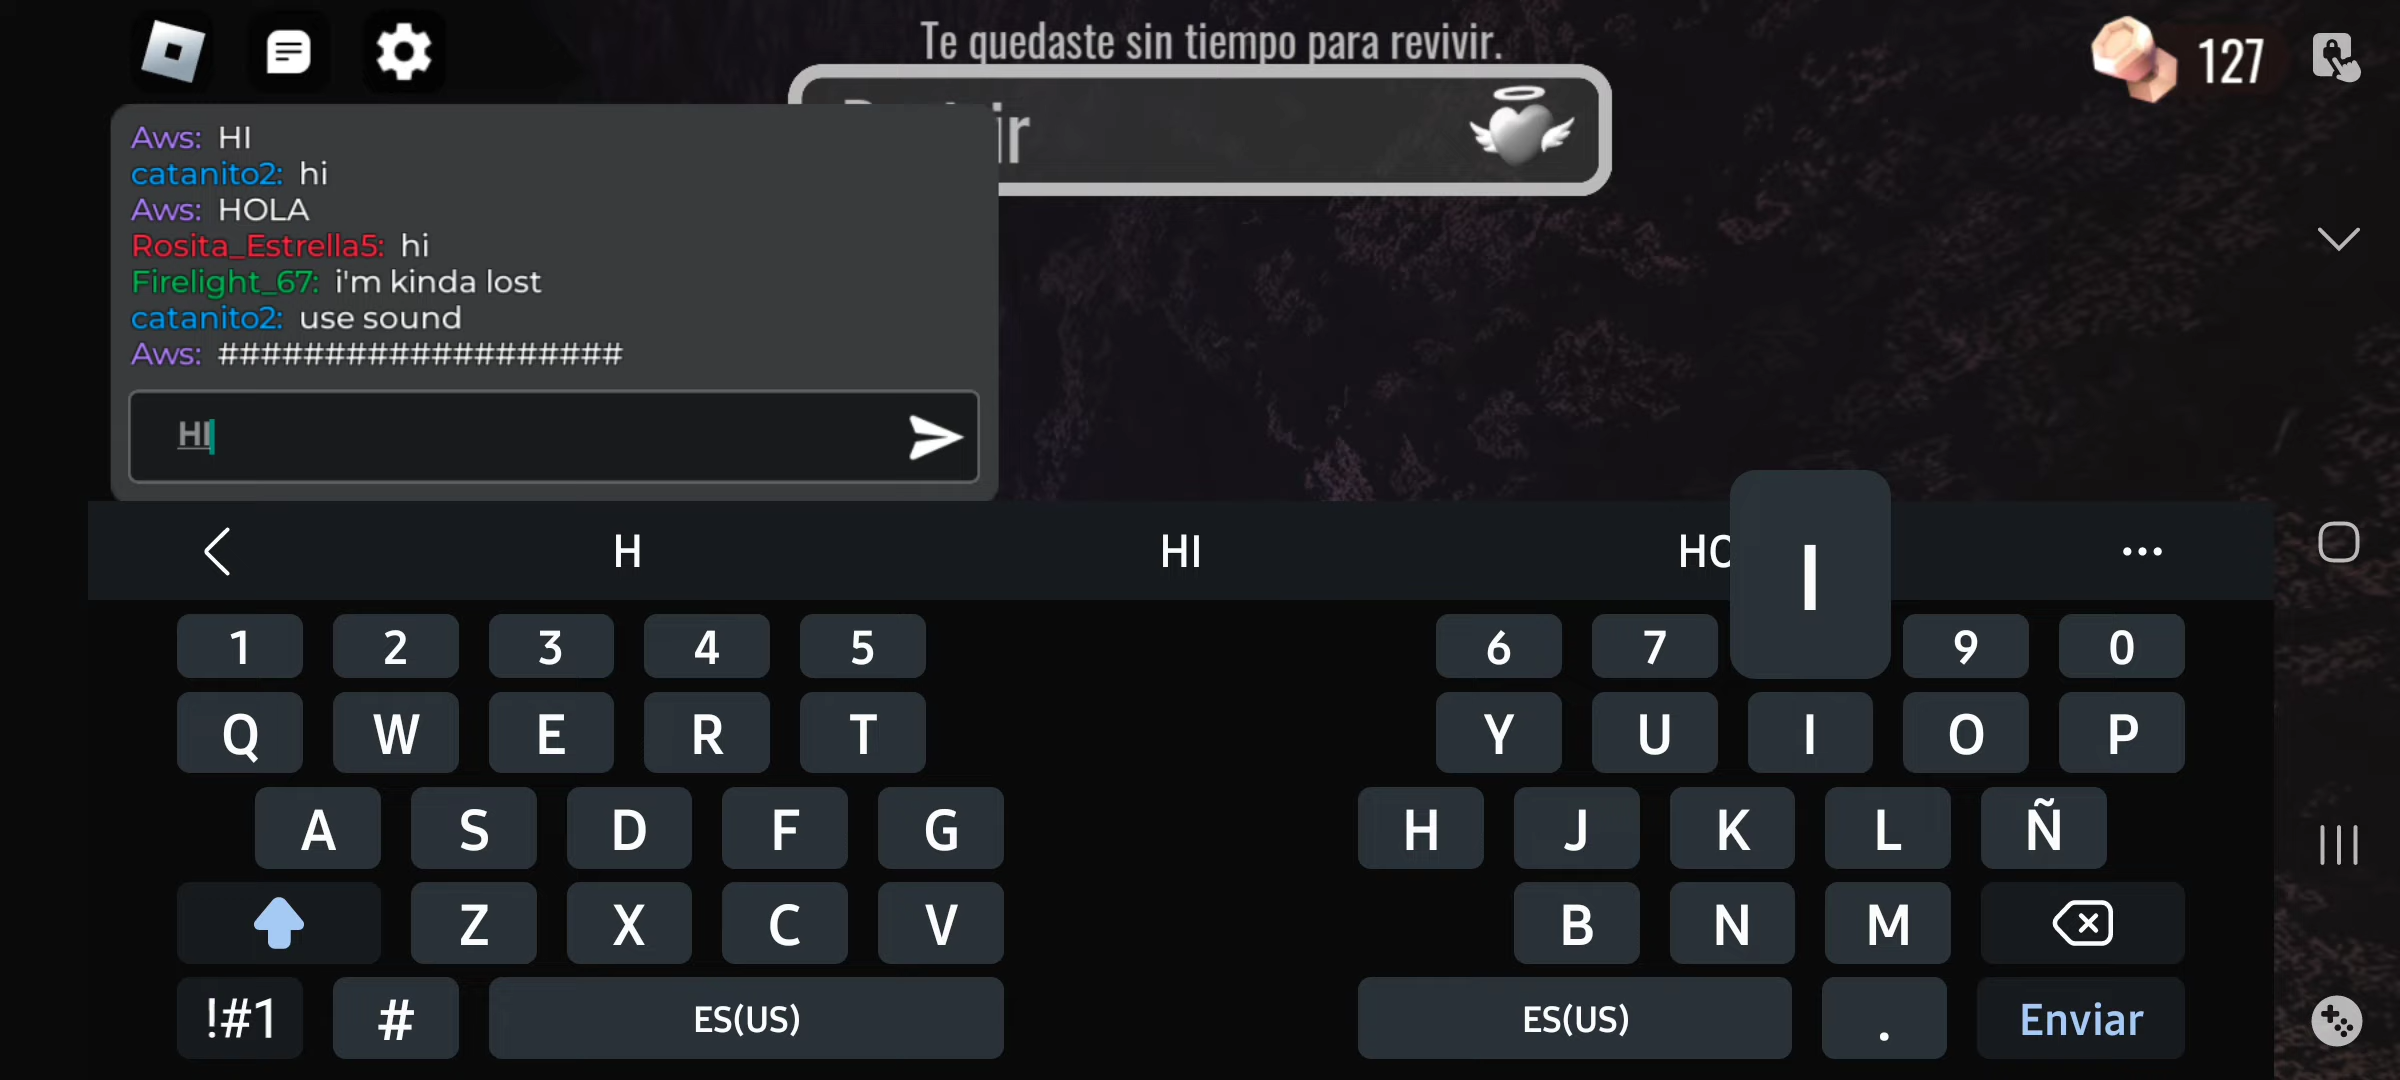 Te quedaste sin tiempo para revivir.
127
ir
Aws: HI
catanito2: hi
Aws: HOLA
Rosita_Estrella5: hi
Firelight_67: i'm kinda lost
catanito2: use sound
Aws: ###################
HI
H HI HO
I
1 2 3 4 5 6 7 9 0
Q W E R T Y U I O P
A S D F G H J K L Ñ
Z X C V B N M
!#1 # ES(US) ES(US) . Enviar